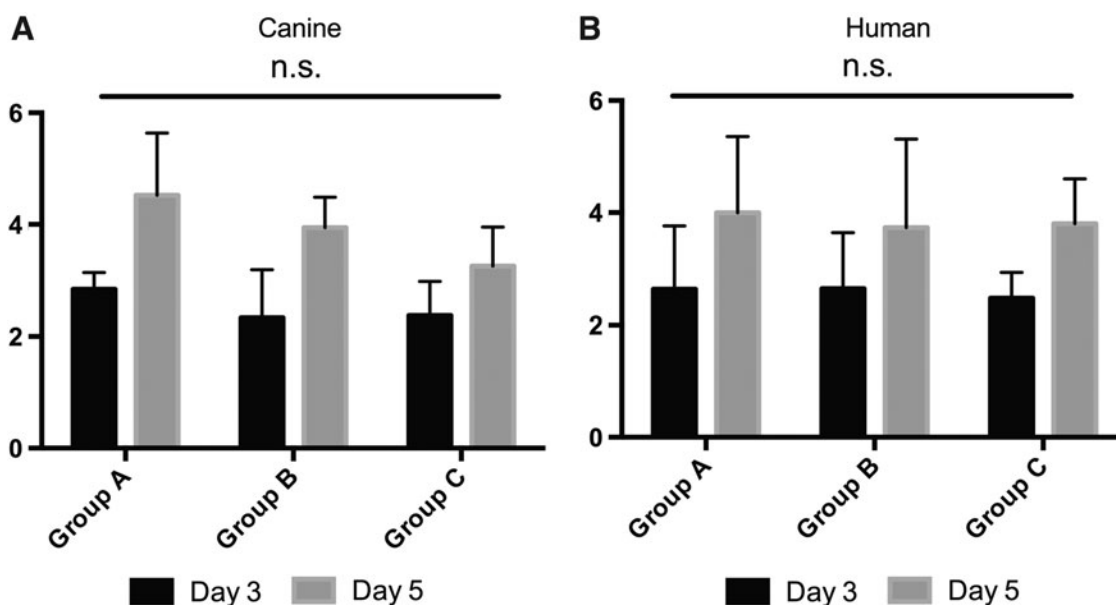 A
Canine
n.s.
6
4
2
0
Group A
Group B
Group C
Day 3
Day 5
B
Human
n.s.
6
4
2
0
Group A
Group B
Group C
Day 3
Day 5